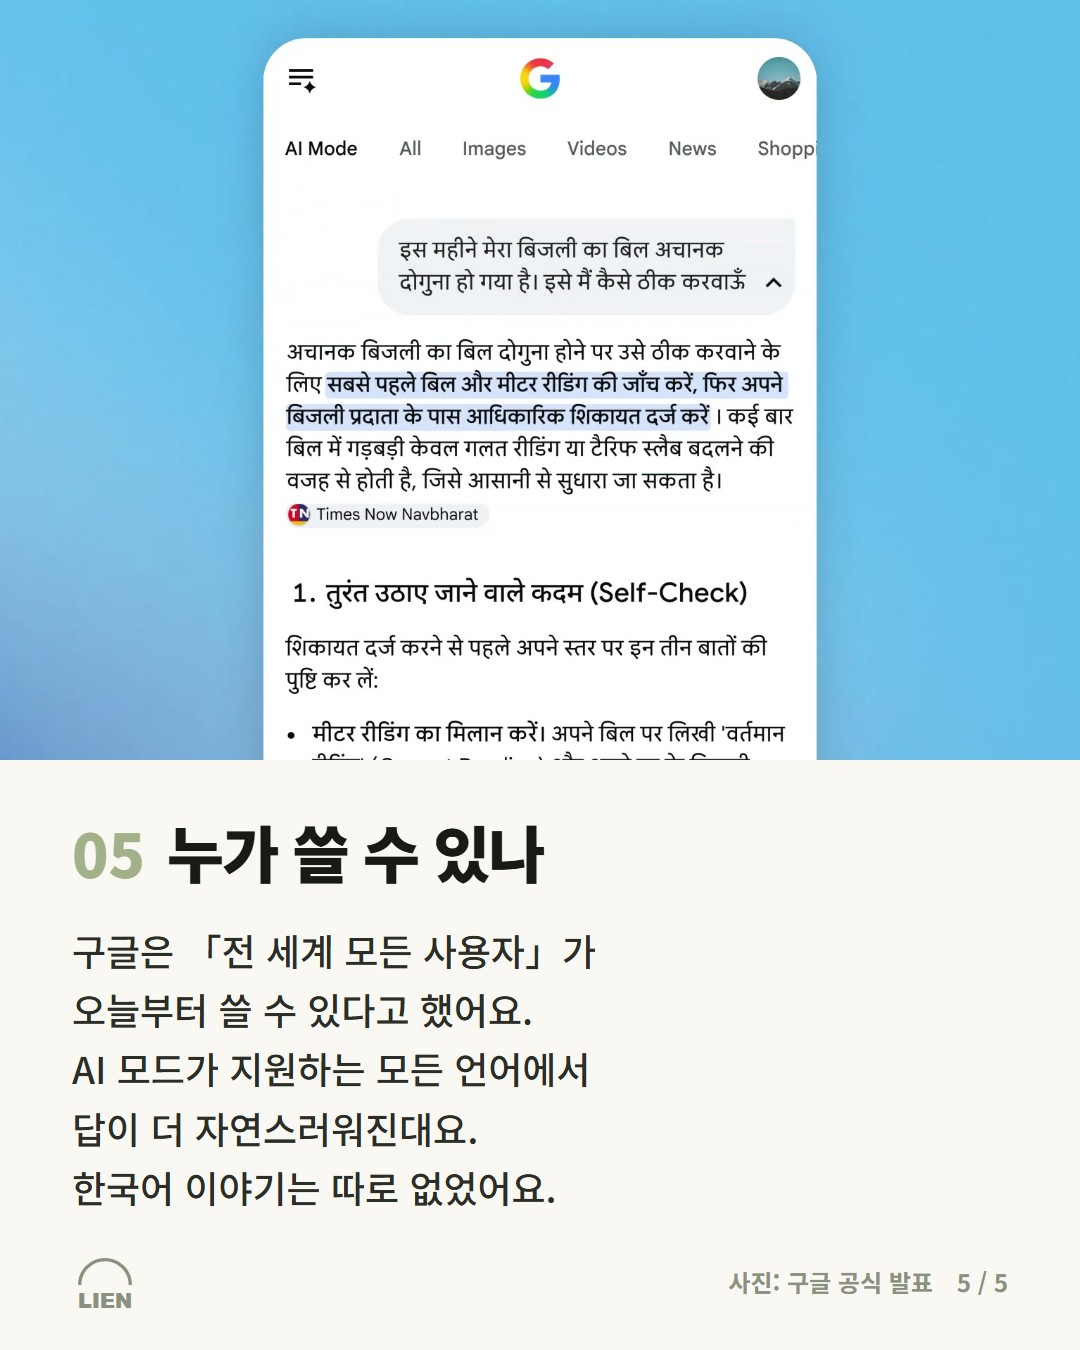 AI Mode All Images Videos News Shoppi
इस महीने मेरा बिजली का बिल अचानक
दोगुना हो गया है। इसे मैं कैसे ठीक करवाऊँ
अचानक बिजली का बिल दोगुना होने पर उसे ठीक करवाने के
लिए सबसे पहले बिल और मीटर रीडिंग की जाँच करें, फिर अपने
बिजली प्रदाता के पास आधिकारिक शिकायत दर्ज करें । कई बार
बिल में गड़बड़ी केवल गलत रीडिंग या टैरिफ स्लैब बदलने की
वजह से होती है, जिसे आसानी से सुधारा जा सकता है।
TN Times Now Navbharat
1. तुरंत उठाए जाने वाले कदम (Self-Check)
शिकायत दर्ज करने से पहले अपने स्तर पर इन तीन बातों की
पुष्टि कर लें:
• मीटर रीडिंग का मिलान करें। अपने बिल पर लिखी 'वर्तमान
05 누가 쓸 수 있나
구글은 「전 세계 모든 사용자」가
오늘부터 쓸 수 있다고 했어요.
AI 모드가 지원하는 모든 언어에서
답이 더 자연스러워진대요.
한국어 이야기는 따로 없었어요.
LIEN
사진: 구글 공식 발표 5 / 5